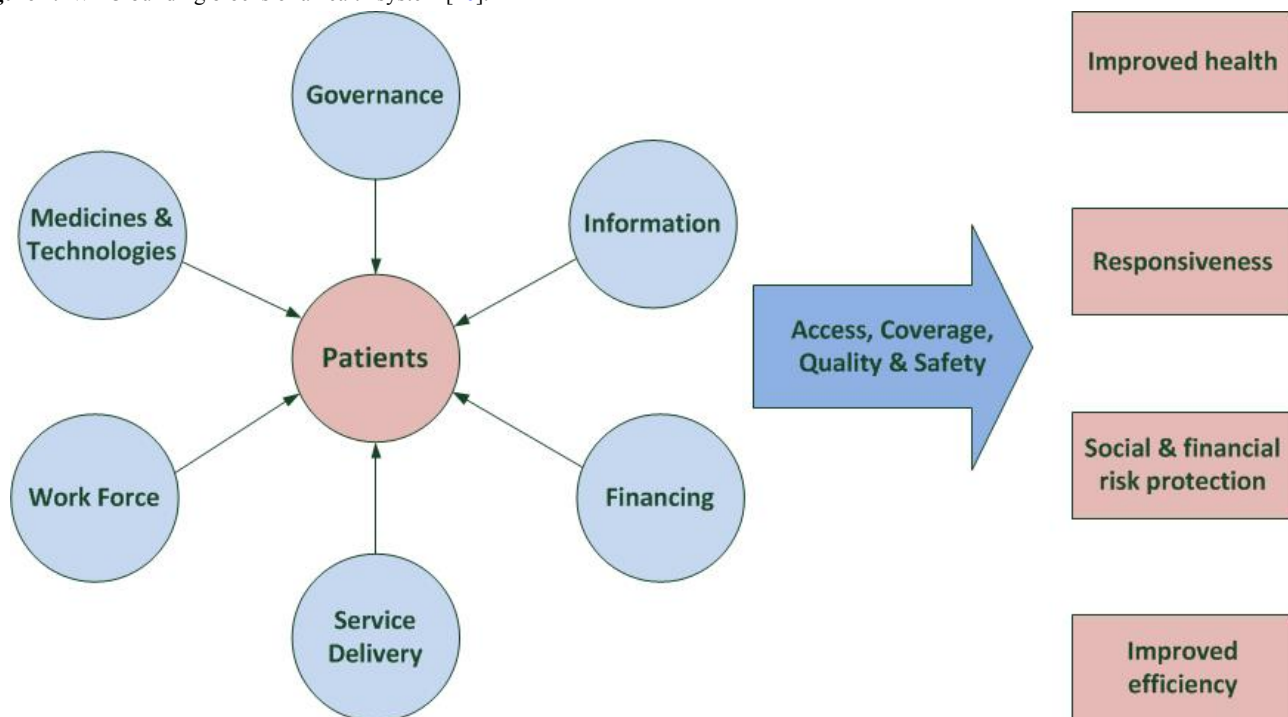 Governance
Medicines &
Technologies
Information
Patients
Work Force
Financing
Service
Delivery
Access, Coverage,
Quality & Safety
Improved health
Responsiveness
Social & financial
risk protection
Improved
efficiency